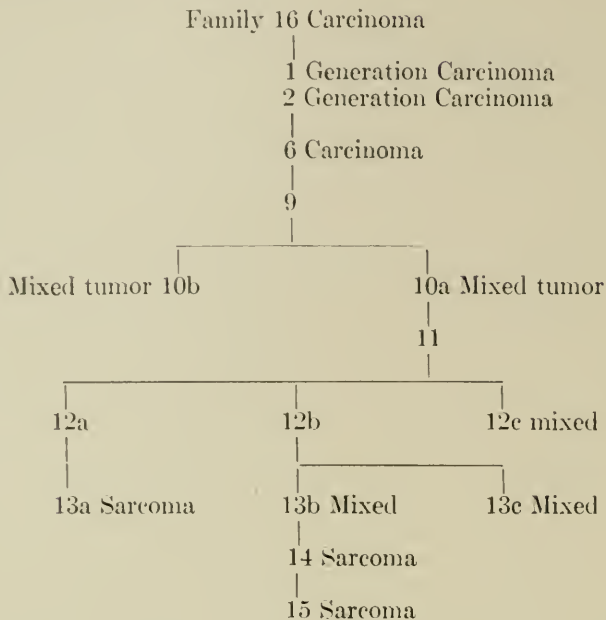 Family 16 Carcinoma
1 Generation Carcinoma
2 Generation Carcinoma
6 Carcinoma
9
Mixed tumor 10b 10a Mixed tumor
11
12a 12b 12c mixed
13a Sarcoma 13b Mixed 13c Mixed
14 Sarcoma
15 Sarcoma